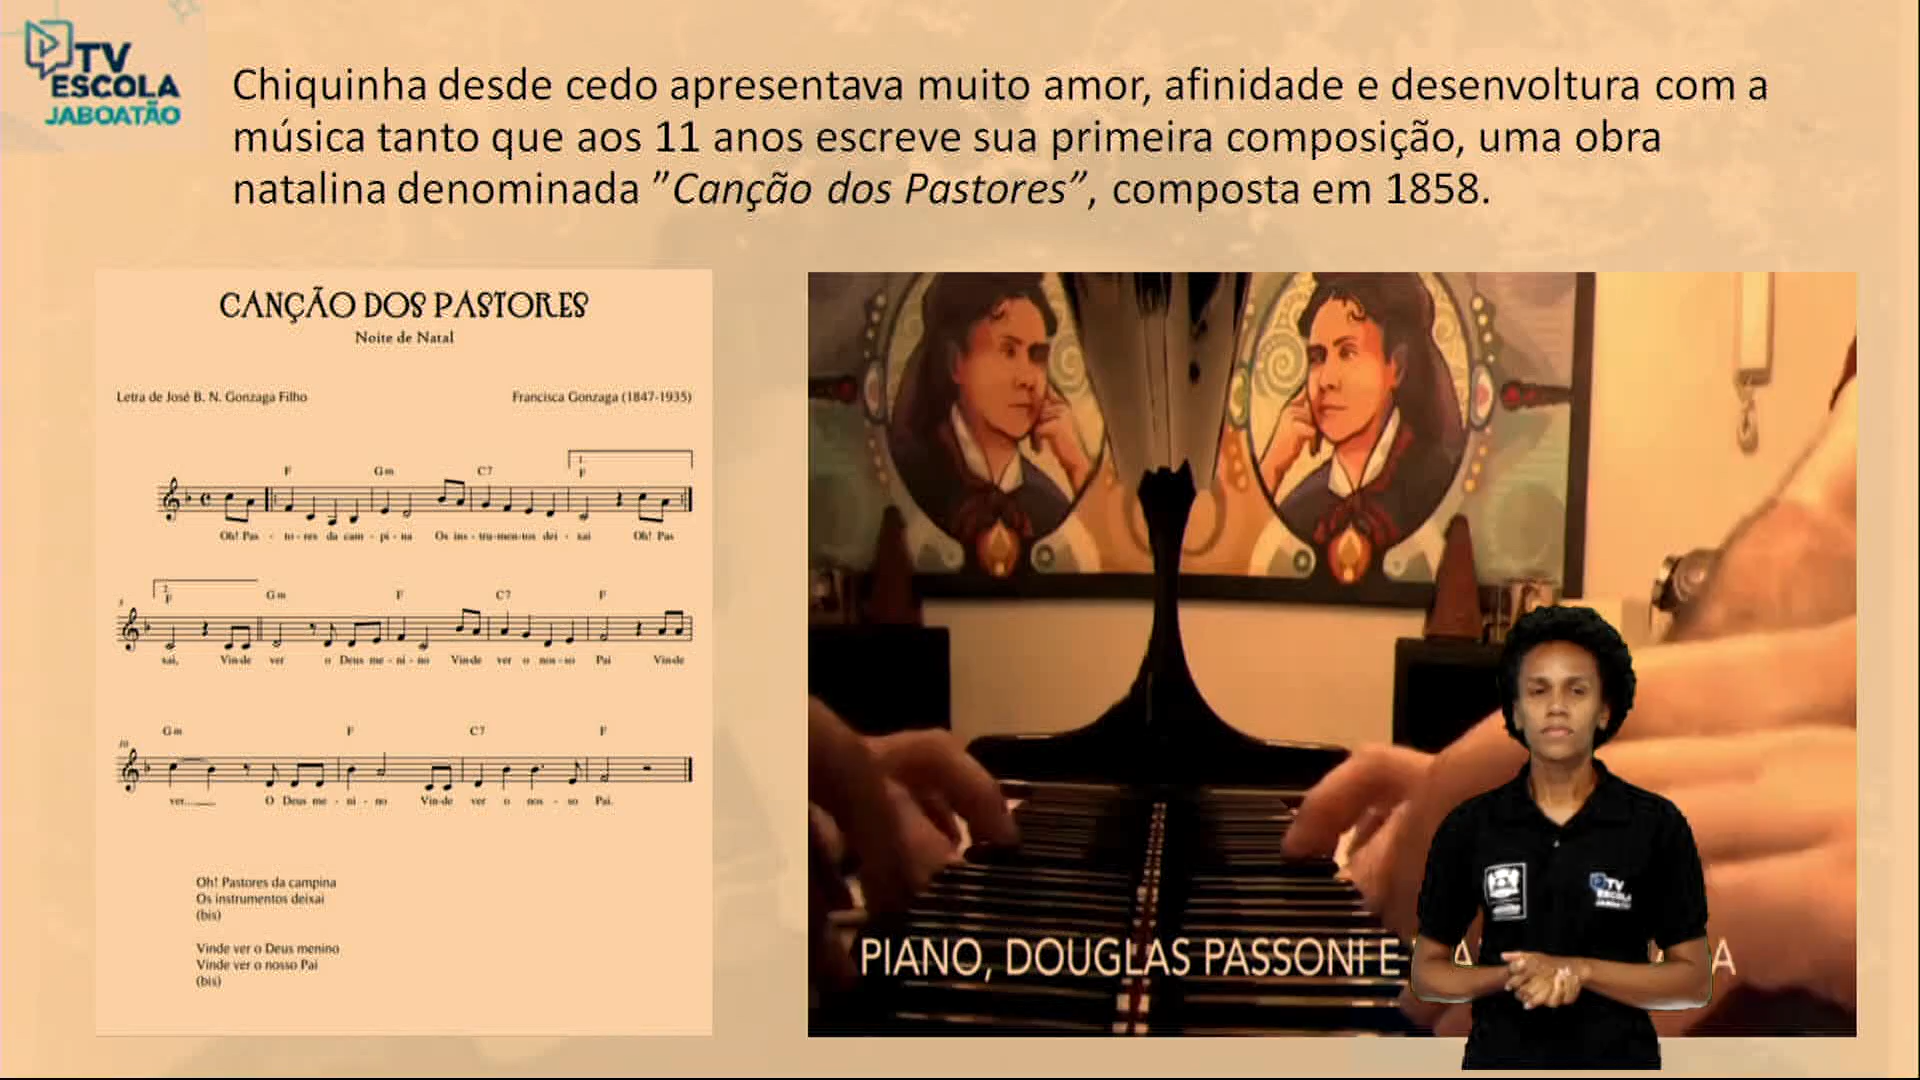 TV
ESCOLA
JABOATÃO
Chiquinha desde cedo apresentava muito amor, afinidade e desenvoltura com a
música tanto que aos 11 anos escreve sua primeira composição, uma obra
natalina denominada ”Canção dos Pastores”, composta em 1858.
CANÇÃO DOS PASTORES
Noite de Natal
Letra de José B. N. Gonzaga Filho
Francisca Gonzaga (1847-1935)
F Gm C7 1. F
Oh! Pas - to - res da cam - pi - na Os ins - tru-men-tos dei - xai Oh! Pas
5 2. F Gm F C7 F
xai, Vin-de ver o Deus me - ni - no Vin-de ver o nos - so Pai Vin-de
10 Gm F C7 F
ver. O Deus me - ni - no Vin-de ver o nos - so Pai.
Oh! Pastores da campina
Os instrumentos deixai
(bis)
Vinde ver o Deus menino
Vinde ver o nosso Pai
(bis)
PIANO, DOUGLAS PASSONI E
TV
ESCOLA